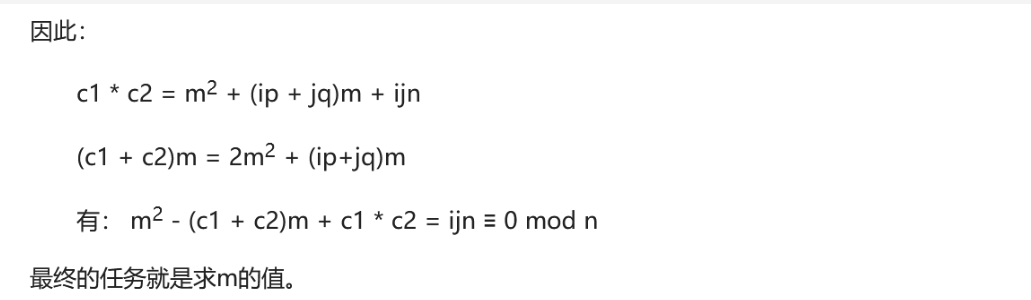 因此：
c1 * c2 = m² + (ip + jq)m + ijn
(c1 + c2)m = 2m² + (ip+jq)m
有： m² - (c1 + c2)m + c1 * c2 = ijn ≡ 0 mod n
最终的任务就是求m的值。